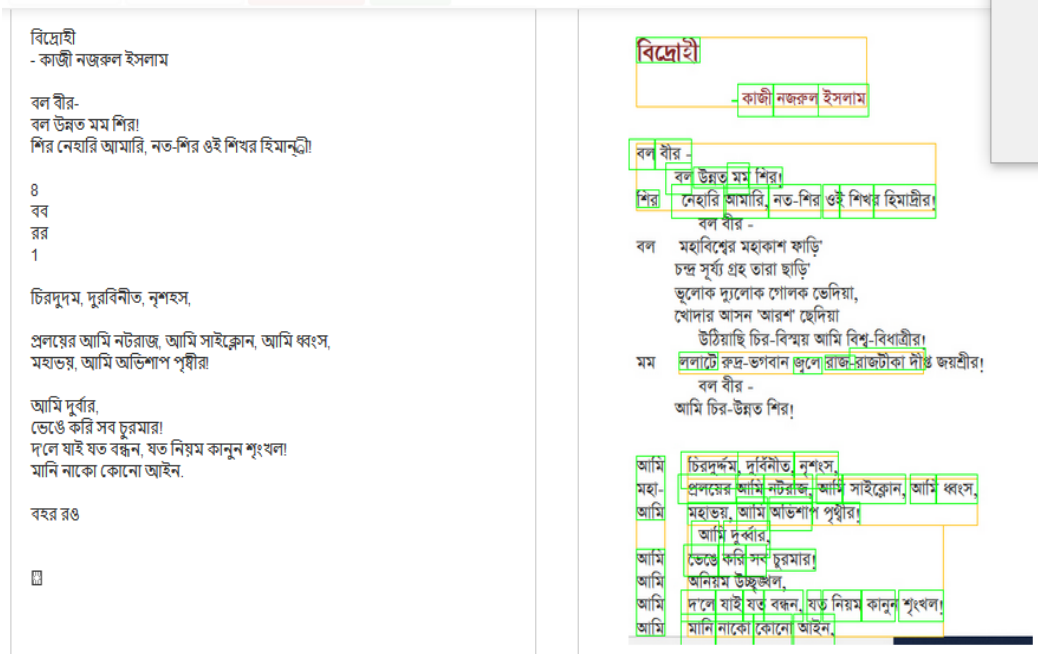 বিদ্রোহী
- কাজী নজরুল ইসলাম
বল বীর-
বল উন্নত মম শির!
শির নেহারি আমারি, নত-শির ওই শিখর
৪
বব
রর
1
চিরদুদম, দুরবিনীত, নৃশহস,
প্রলয়ের আমি নটরাজ, আমি সাইক্লোন, আমি ধ্বংস,
মহাভয়, আমি অভিশাপ পৃথ্বীর!
আমি দুর্বার,
ভেঙে করি সব চুরমার!
দ'লে যাই যত বন্ধন, যত নিয়ম কানুন শৃংখল!
মানি নাকো কোনো আইন.
বহর রঙ
বিদ্রোহী
- কাজী নজরুল ইসলাম
বল বীর -
বল উন্নত মম শির!
শির নেহারি আমারি, নত-শির ওই শিখর হিমাদ্রীর!
বল বীর -
বল মহাবিশ্বের মহাকাশ ফাড়ি'
চন্দ্র সূর্য্য গ্রহ তারা ছাড়ি'
ভূলোক দ্যুলোক গোলক ভেদিয়া,
খোদার আসন 'আরশ' ছেদিয়া
উঠিয়াছি চির-বিস্ময় আমি বিশ্ব-বিধাত্রীর!
মম ললাটে রুদ্র-ভগবান জ্বলে রাজ-রাজটীকা দীপ্ত জয়শ্রীর!
বল বীর -
আমি চির-উন্নত শির!
আমি চিরদুর্দ্দম, দুর্বিনীত, নৃশংস,
মহা- প্রলয়ের আমি নটরাজ, আমি সাইক্লোন, আমি ধ্বংস,
আমি মহাভয়, আমি অভিশাপ পৃথ্বীর!
আমি দুর্ব্বার,
আমি ভেঙে করি সব চুরমার!
আমি অনিয়ম উচ্ছৃঙ্খল,
আমি দ'লে যাই যত বন্ধন, যত নিয়ম কানুন শৃংখল!
আমি মানি নাকো কোনো আইন,